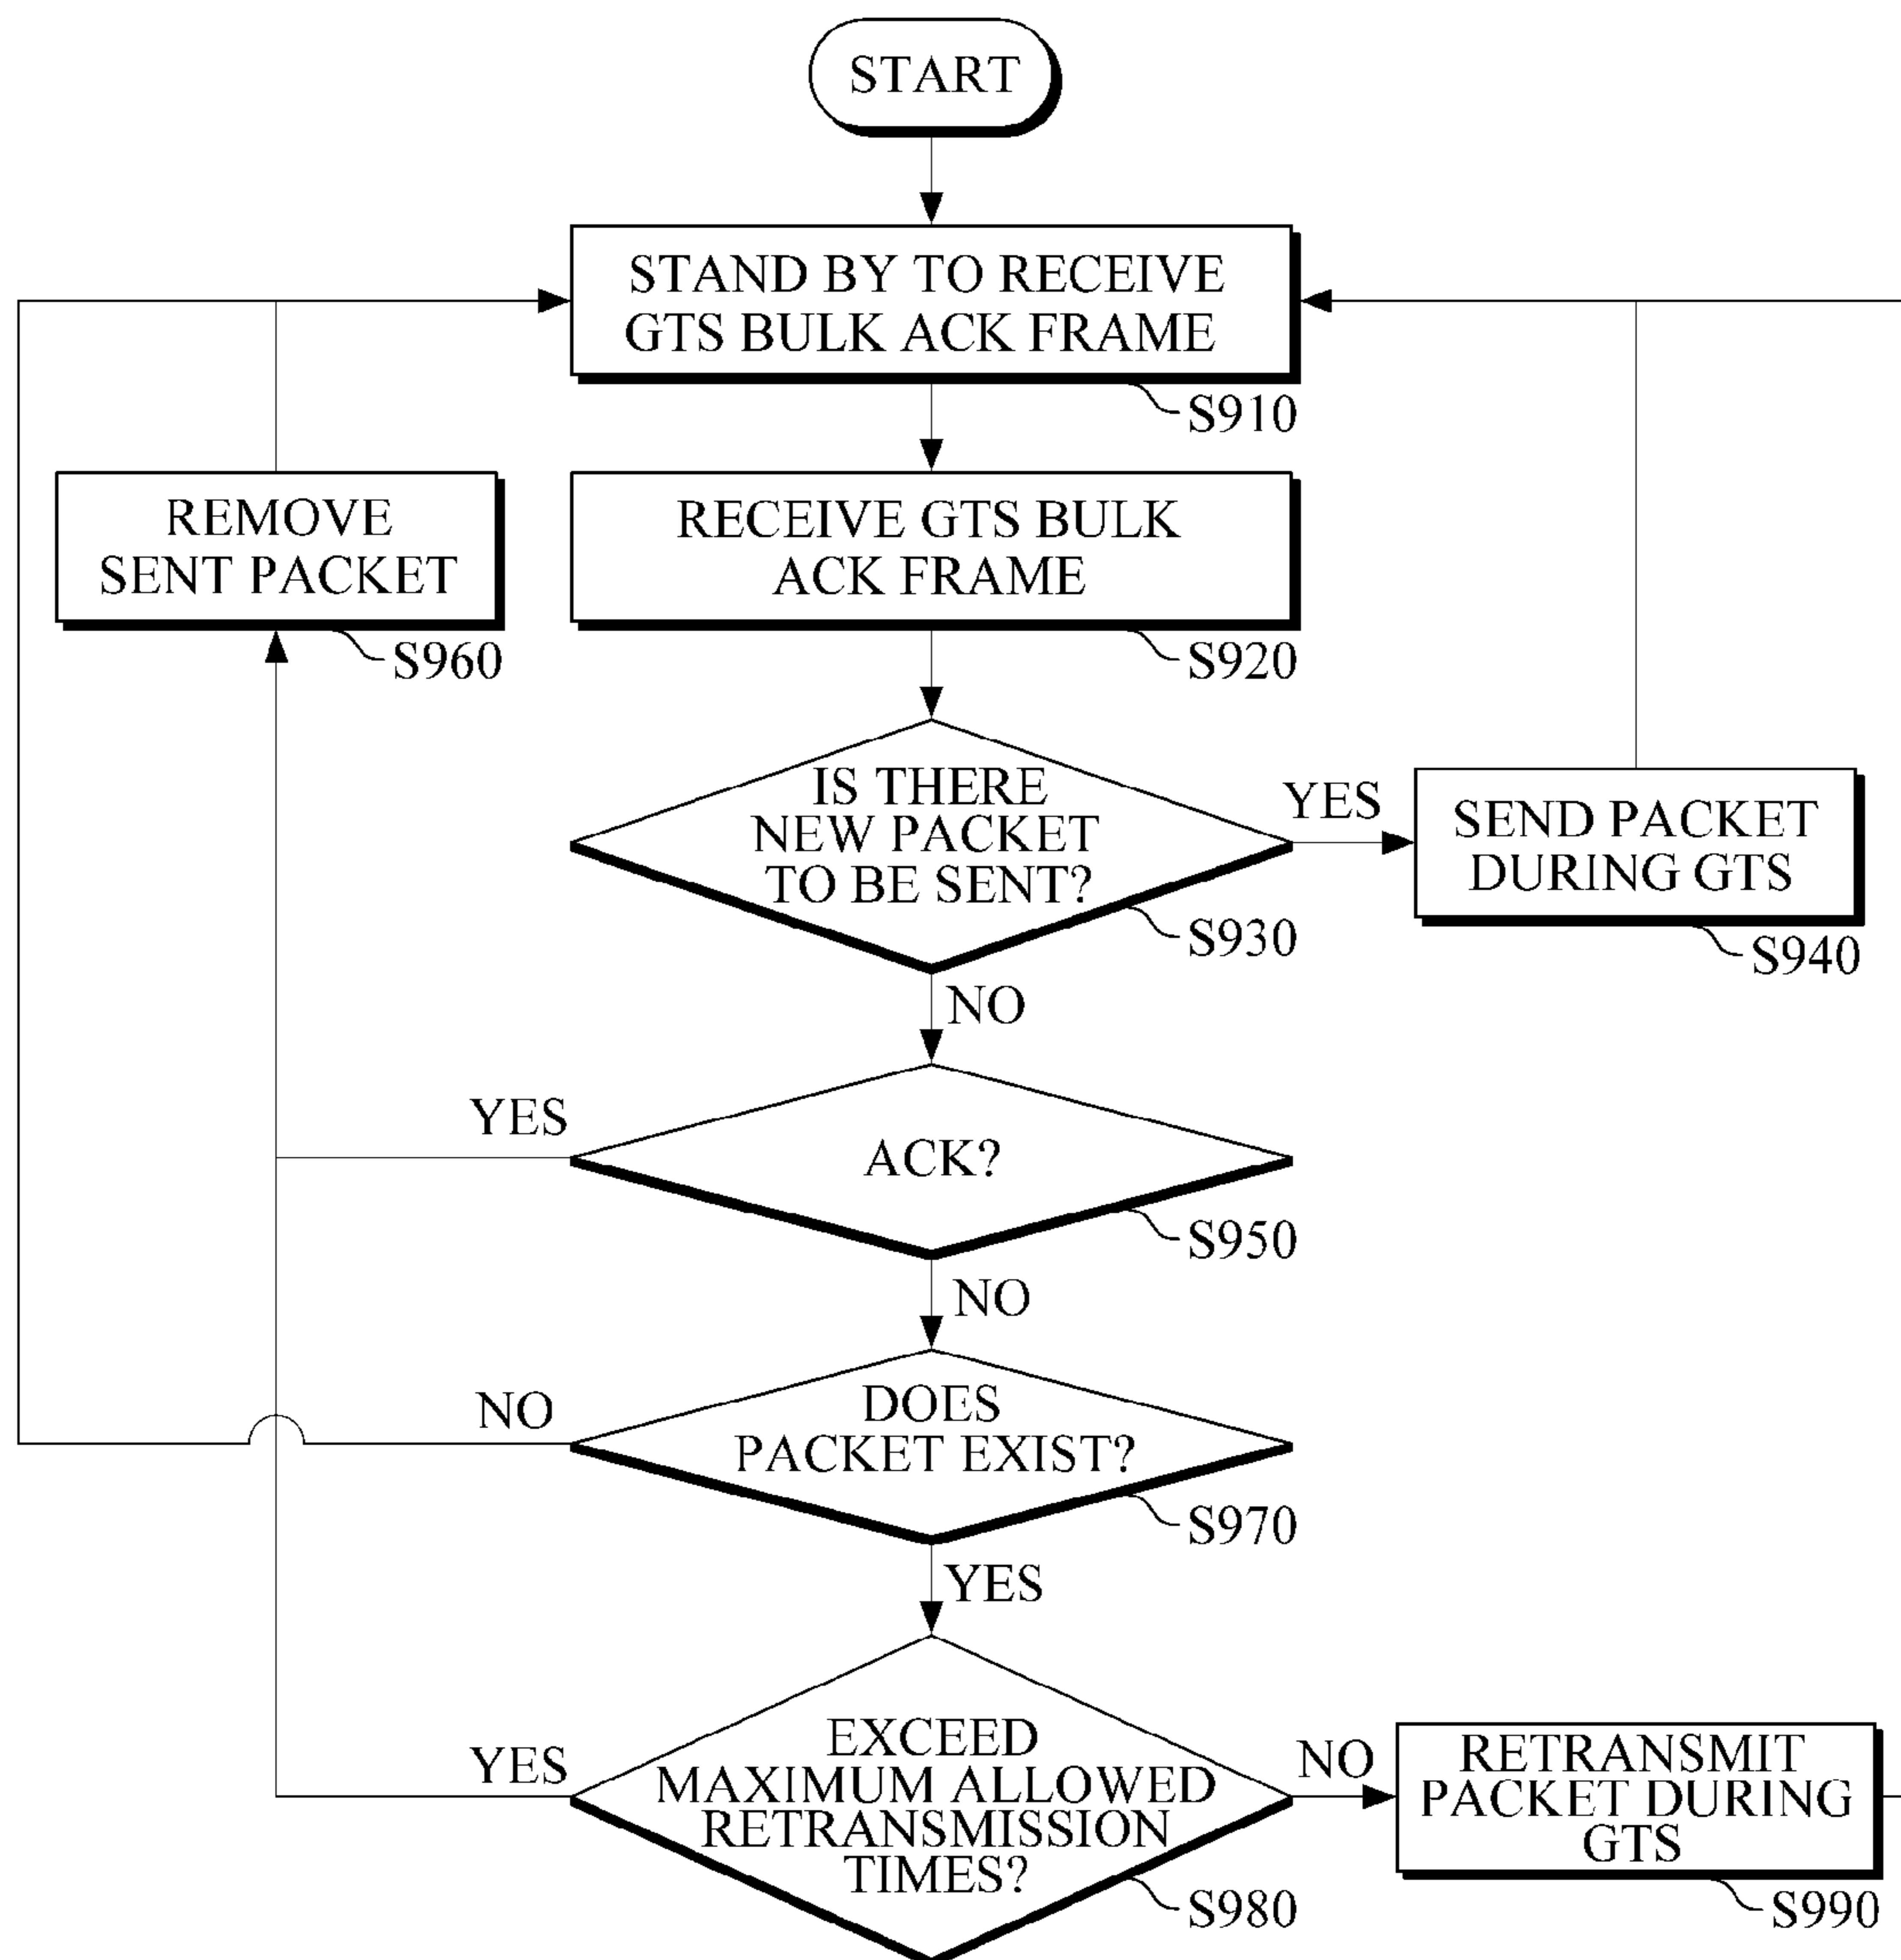 START
STAND BY TO RECEIVE
GTS BULK ACK FRAME
S910
REMOVE
SENT PACKET
S960
RECEIVE GTS BULK
ACK FRAME
S920
IS THERE
NEW PACKET
TO BE SENT?
S930
YES
SEND PACKET
DURING GTS
S940
NO
YES
ACK?
S950
NO
NO
DOES
PACKET EXIST?
S970
YES
YES
EXCEED
MAXIMUM ALLOWED
RETRANSMISSION
TIMES?
S980
NO
RETRANSMIT
PACKET DURING
GTS
S990